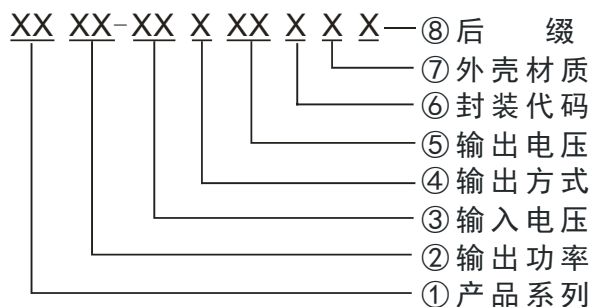 XX XX-XX X XX X X X
⑧后 缀
⑦外壳材质
⑥封装代码
⑤输出电压
④输出方式
③输入电压
②输出功率
①产品系列